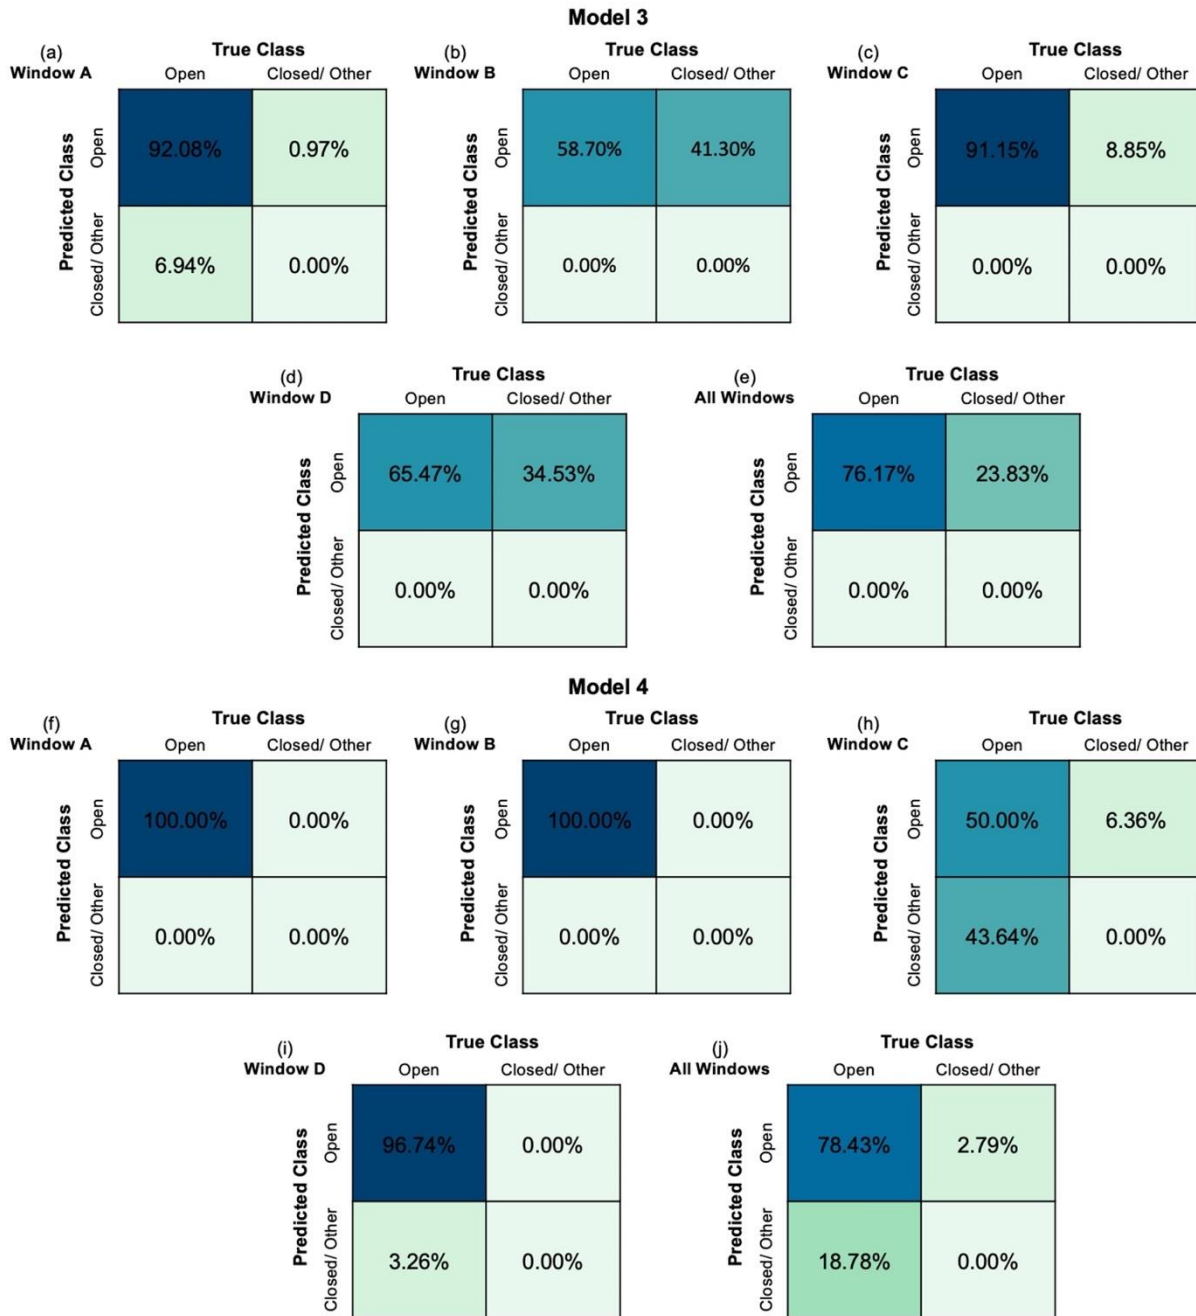 Model 3
(a)
Window A
True Class
Open Closed/ Other
Predicted Class
Open
Closed/ Other
92.08% 0.97%
6.94% 0.00%
(b)
Window B
True Class
Open Closed/ Other
Predicted Class
Open
Closed/ Other
58.70% 41.30%
0.00% 0.00%
(c)
Window C
True Class
Open Closed/ Other
Predicted Class
Open
Closed/ Other
91.15% 8.85%
0.00% 0.00%
(d)
Window D
True Class
Open Closed/ Other
Predicted Class
Open
Closed/ Other
65.47% 34.53%
0.00% 0.00%
(e)
All Windows
True Class
Open Closed/ Other
Predicted Class
Open
Closed/ Other
76.17% 23.83%
0.00% 0.00%
Model 4
(f)
Window A
True Class
Open Closed/ Other
Predicted Class
Open
Closed/ Other
100.00% 0.00%
0.00% 0.00%
(g)
Window B
True Class
Open Closed/ Other
Predicted Class
Open
Closed/ Other
100.00% 0.00%
0.00% 0.00%
(h)
Window C
True Class
Open Closed/ Other
Predicted Class
Open
Closed/ Other
50.00% 6.36%
43.64% 0.00%
(i)
Window D
True Class
Open Closed/ Other
Predicted Class
Open
Closed/ Other
96.74% 0.00%
3.26% 0.00%
(j)
All Windows
True Class
Open Closed/ Other
Predicted Class
Open
Closed/ Other
78.43% 2.79%
18.78% 0.00%